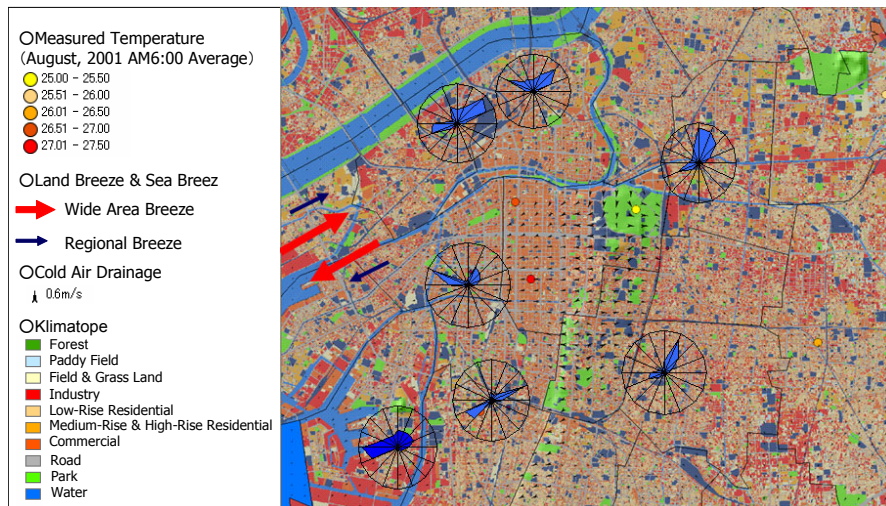 Measured Temperature
(August, 2001 AM6:00 Average)
25.00 - 25.50
25.51 - 26.00
26.01 - 26.50
26.51 - 27.00
27.01 - 27.50
Land Breeze & Sea Breez
Wide Area Breeze
Regional Breeze
Cold Air Drainage
0.6m/s
Klimatope
Forest
Paddy Field
Field & Grass Land
Industry
Low-Rise Residential
Medium-Rise & High-Rise Residential
Commercial
Road
Park
Water